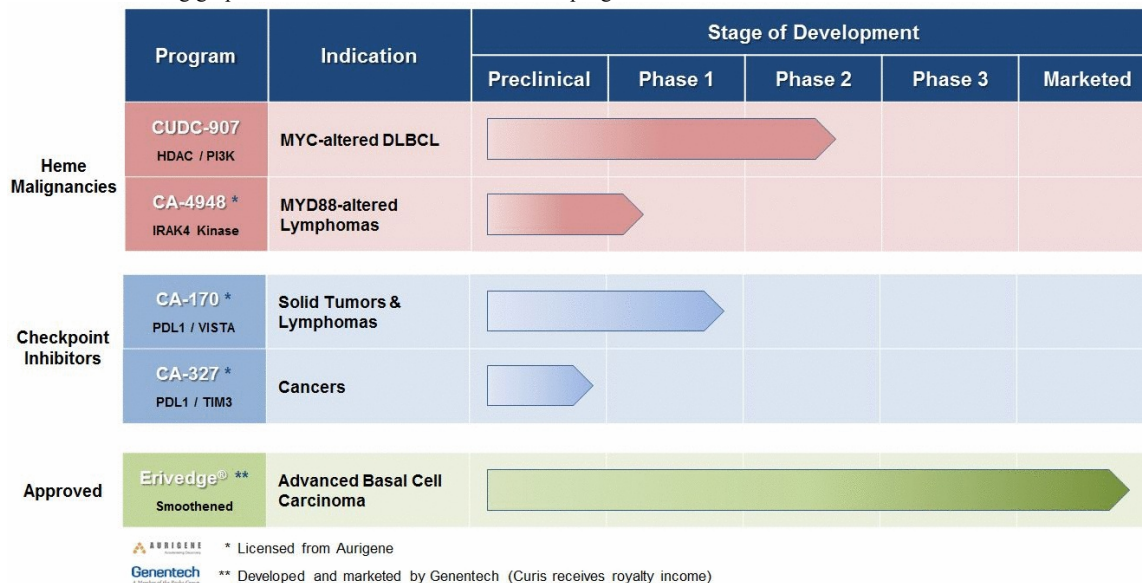 Program
Indication
Stage of Development
Preclinical
Phase 1
Phase 2
Phase 3
Marketed
Heme
Malignancies
CUDC-907
HDAC / PI3K
MYC-altered DLBCL
CA-4948 *
IRAK4 Kinase
MYD88-altered
Lymphomas
Checkpoint
Inhibitors
CA-170 *
PDL1 / VISTA
Solid Tumors &
Lymphomas
CA-327 *
PDL1 / TIM3
Cancers
Approved
Erivedge® **
Smoothened
Advanced Basal Cell
Carcinoma
AURIGENE
* Licensed from Aurigene
Genentech
** Developed and marketed by Genentech (Curis receives royalty income)